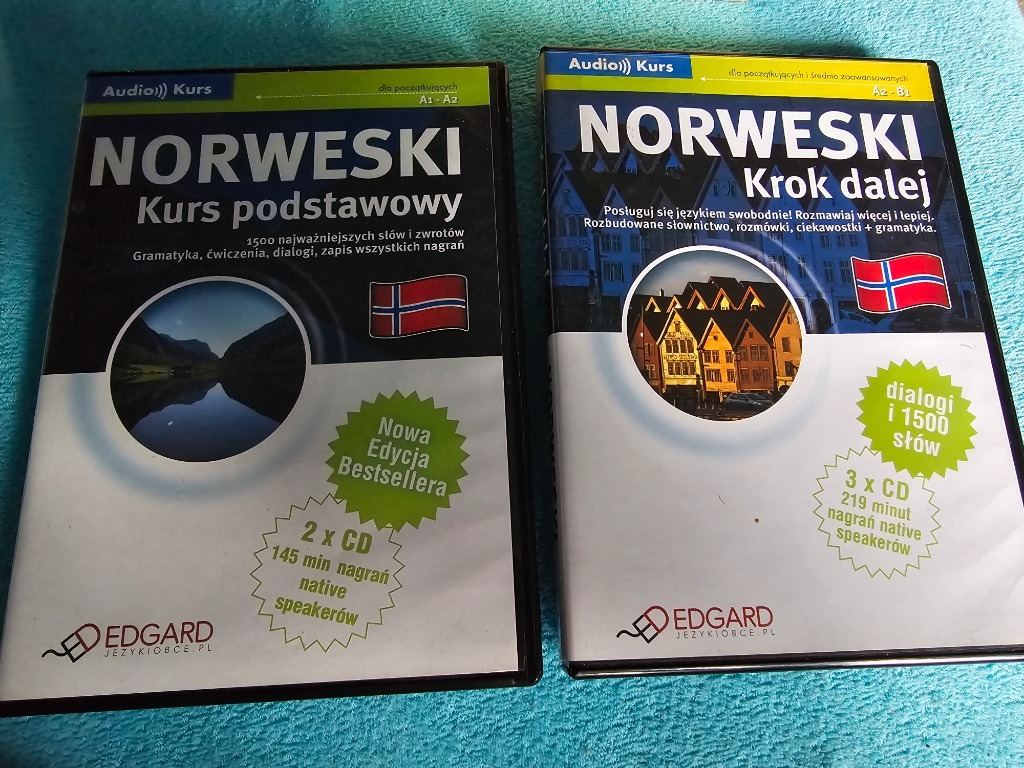 Audio))) Kurs
dla początkujących
A1 - A2
NORWESKI
Kurs podstawowy
1500 najważniejszych słów i zwrotów
Gramatyka, ćwiczenia, dialogi, zapis wszystkich nagrań
Nowa
Edycja
Bestsellera
2 x CD
145 min nagrań
native
speakerów
EDGARD
JEZYKIOBCE.PL
Audio))) Kurs
dla początkujących i średnio zaawansowanych
A2 - B1
NORWESKI
Krok dalej
Posługuj się językiem swobodnie! Rozmawiaj więcej i lepiej.
Rozbudowane słownictwo, rozmówki, ciekawostki + gramatyka.
dialogi
i 1500
słów
3 x CD
219 minut
nagrań native
speakerów
EDGARD
JEZYKIOBCE.PL